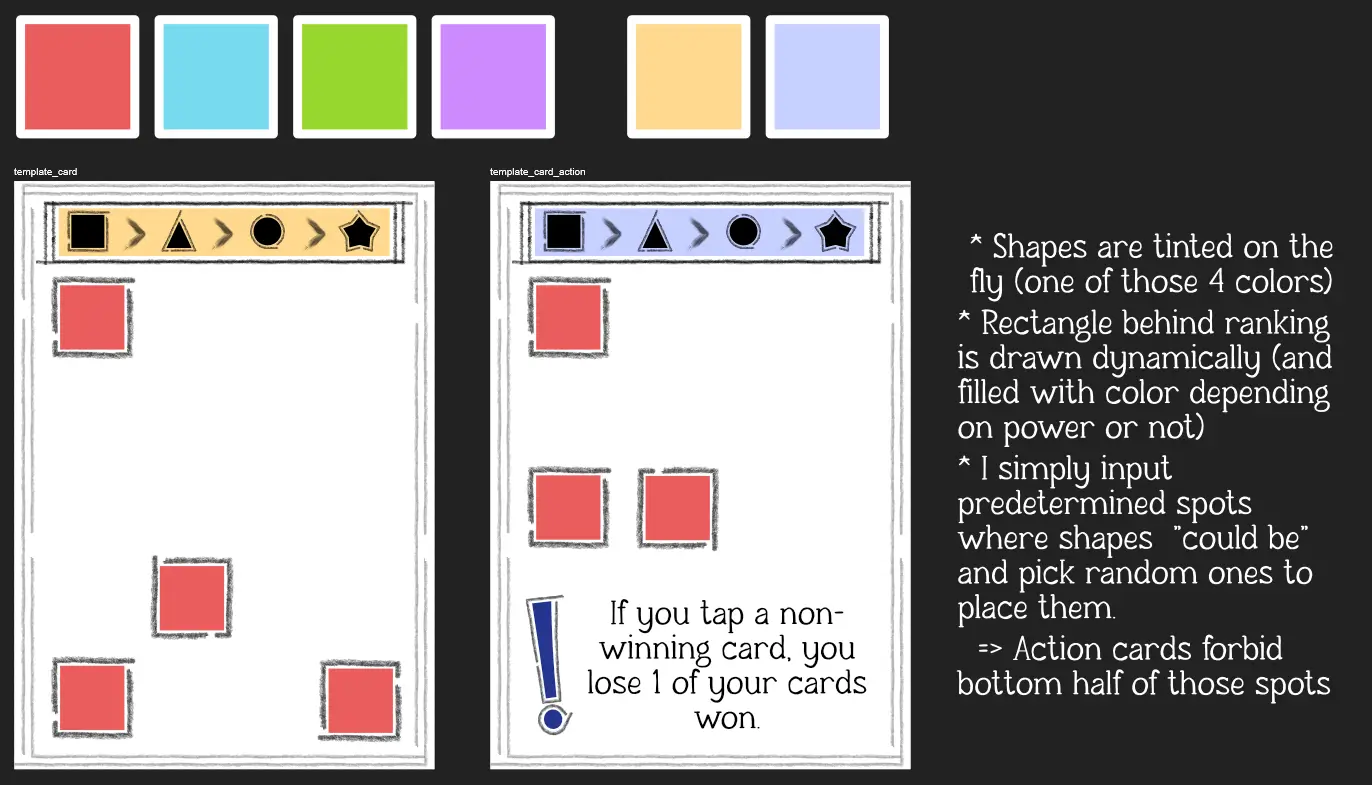 template_card
template_card_action
If you tap a non-
winning card, you
lose 1 of your cards
won.
* Shapes are tinted on the
fly (one of those 4 colors)
* Rectangle behind ranking
is drawn dynamically (and
filled with color depending
on power or not)
* I simply input
predetermined spots
where shapes "could be"
and pick random ones to
place them.
=> Action cards forbid
bottom half of those spots